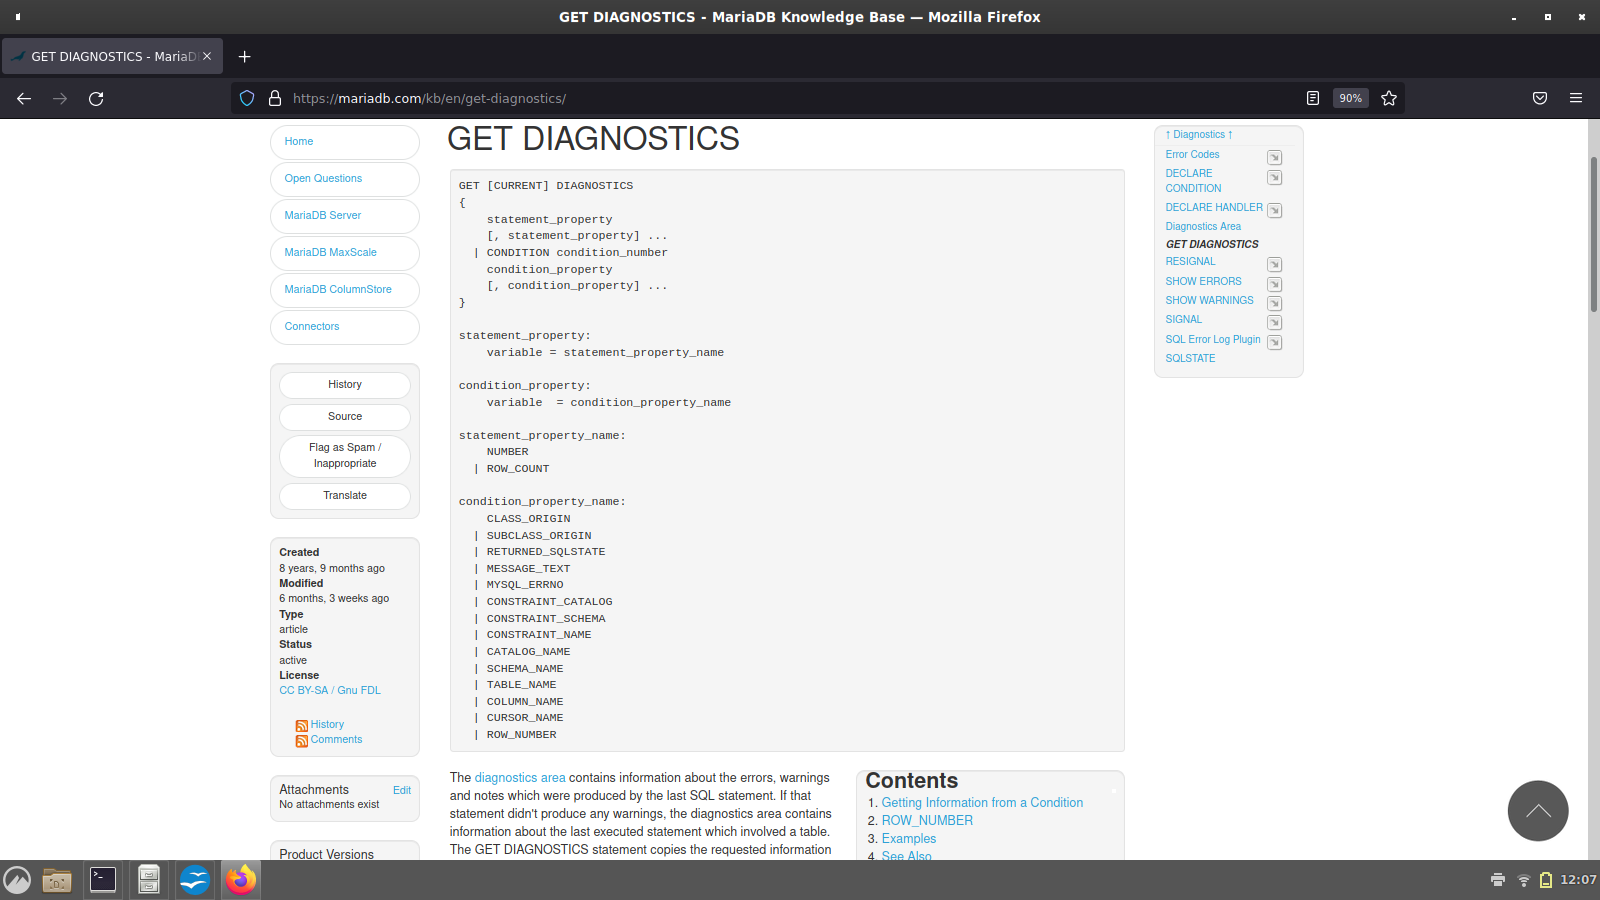 GET DIAGNOSTICS - MariaDB Knowledge Base — Mozilla Firefox
GET DIAGNOSTICS - MariaD
https://mariadb.com/kb/en/get-diagnostics/
90%
Home
Open Questions
MariaDB Server
MariaDB MaxScale
MariaDB ColumnStore
Connectors
History
Source
Flag as Spam /
Inappropriate
Translate
Created
8 years, 9 months ago
Modified
6 months, 3 weeks ago
Type
article
Status
active
License
CC BY-SA / Gnu FDL
History
Comments
Attachments Edit
No attachments exist
Product Versions
GET DIAGNOSTICS
GET [CURRENT] DIAGNOSTICS
{
statement_property
[, statement_property] ...
| CONDITION condition_number
condition_property
[, condition_property] ...
}
statement_property:
variable = statement_property_name
condition_property:
variable  = condition_property_name
statement_property_name:
NUMBER
| ROW_COUNT
condition_property_name:
CLASS_ORIGIN
| SUBCLASS_ORIGIN
| RETURNED_SQLSTATE
| MESSAGE_TEXT
| MYSQL_ERRNO
| CONSTRAINT_CATALOG
| CONSTRAINT_SCHEMA
| CONSTRAINT_NAME
| CATALOG_NAME
| SCHEMA_NAME
| TABLE_NAME
| COLUMN_NAME
| CURSOR_NAME
| ROW_NUMBER
The diagnostics area contains information about the errors, warnings
and notes which were produced by the last SQL statement. If that
statement didn't produce any warnings, the diagnostics area contains
information about the last executed statement which involved a table.
The GET DIAGNOSTICS statement copies the requested information
Contents
1. Getting Information from a Condition
2. ROW_NUMBER
3. Examples
4. See Also
↑ Diagnostics ↑
Error Codes
DECLARE
CONDITION
DECLARE HANDLER
Diagnostics Area
GET DIAGNOSTICS
RESIGNAL
SHOW ERRORS
SHOW WARNINGS
SIGNAL
SQL Error Log Plugin
SQLSTATE
12:07